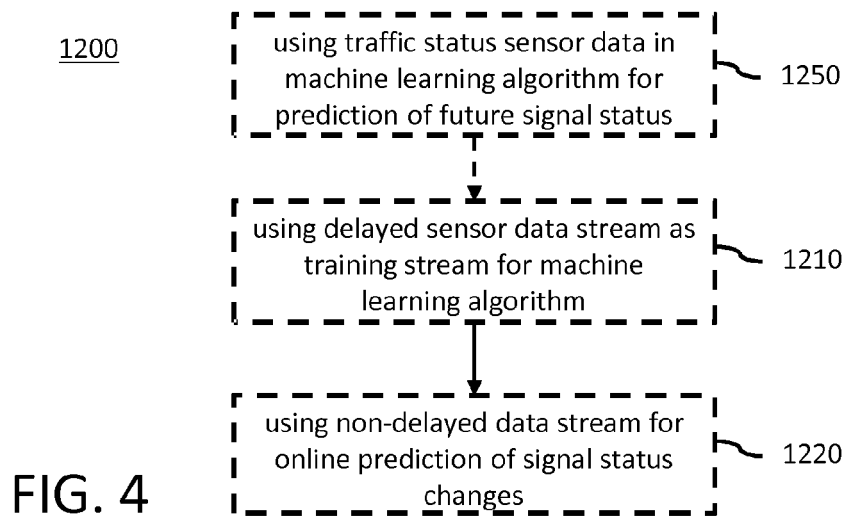 1200
using traffic status sensor data in
machine learning algorithm for
prediction of future signal status
1250
using delayed sensor data stream as
training stream for machine
learning algorithm
1210
using non-delayed data stream for
online prediction of signal status
changes
1220
FIG. 4